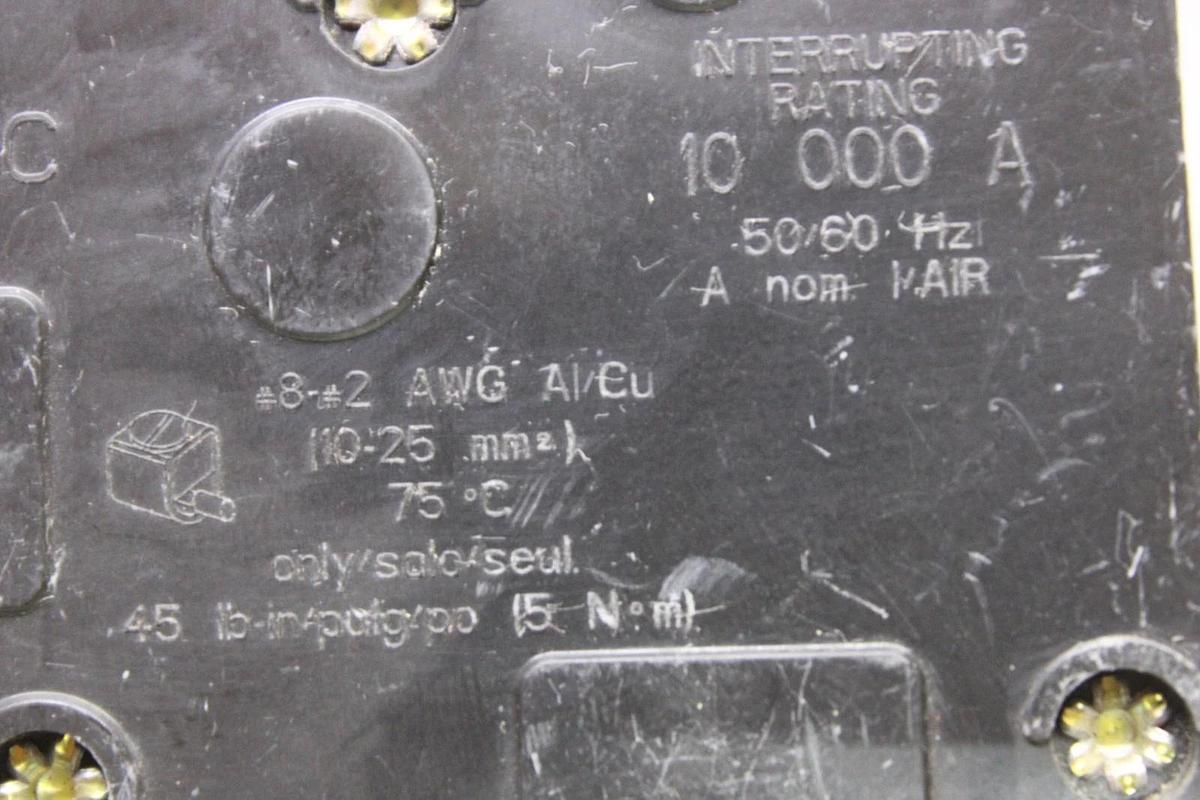 C
INTERRUPTING
RATING
10 000 A
50/60 Hz
A nom. I·AIR
#8-#2 AWG Al/Cu
(10-25 mm²)
75 °C
only/solo/seul
45 lb-in/pulg/po (5 N•m)